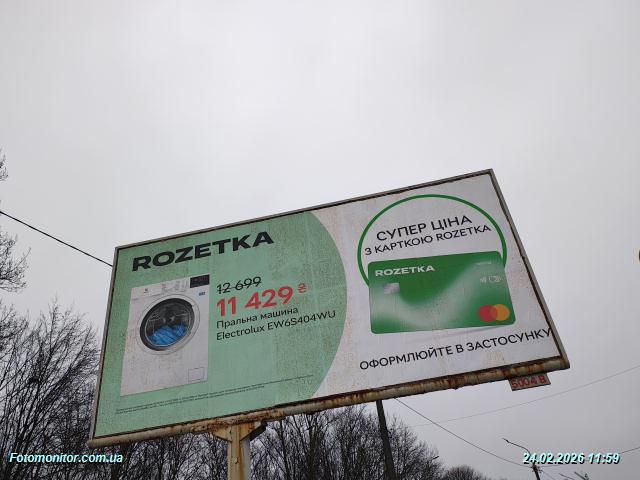 ROZETKA
12 699
11 429 ₴
Пральна машина
Electrolux EW6S404WU
СУПЕР ЦІНА
З КАРТКОЮ ROZETKA
ROZETKA
ОФОРМЛЮЙТЕ В ЗАСТОСУНКУ
5004 B
Fotomonitor.com.ua
24.02.2026 11:59